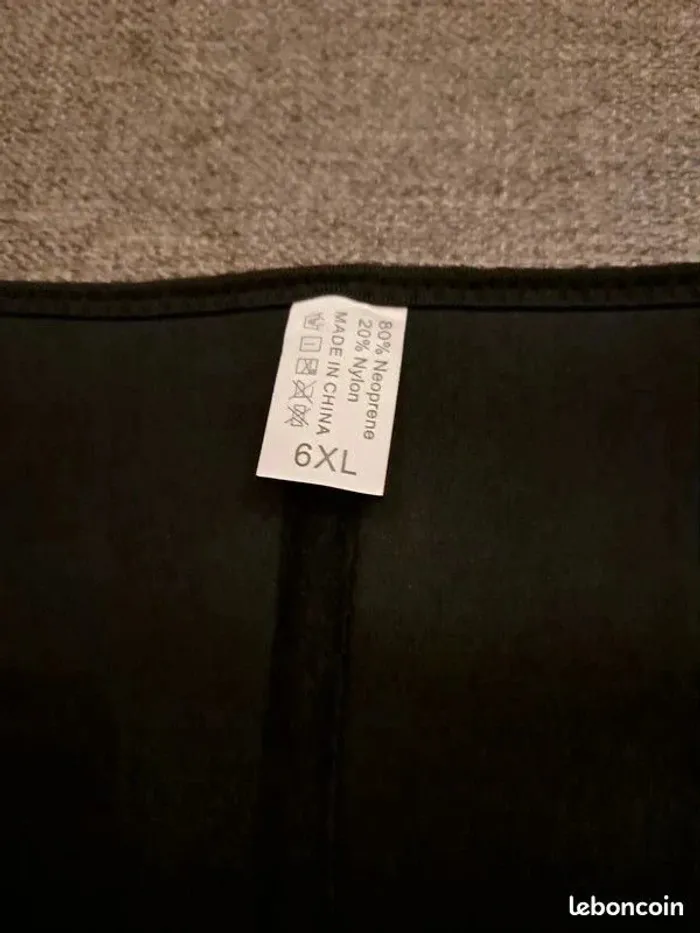 80% Neoprene
20% Nylon
MADE IN CHINA
6XL
leboncoin